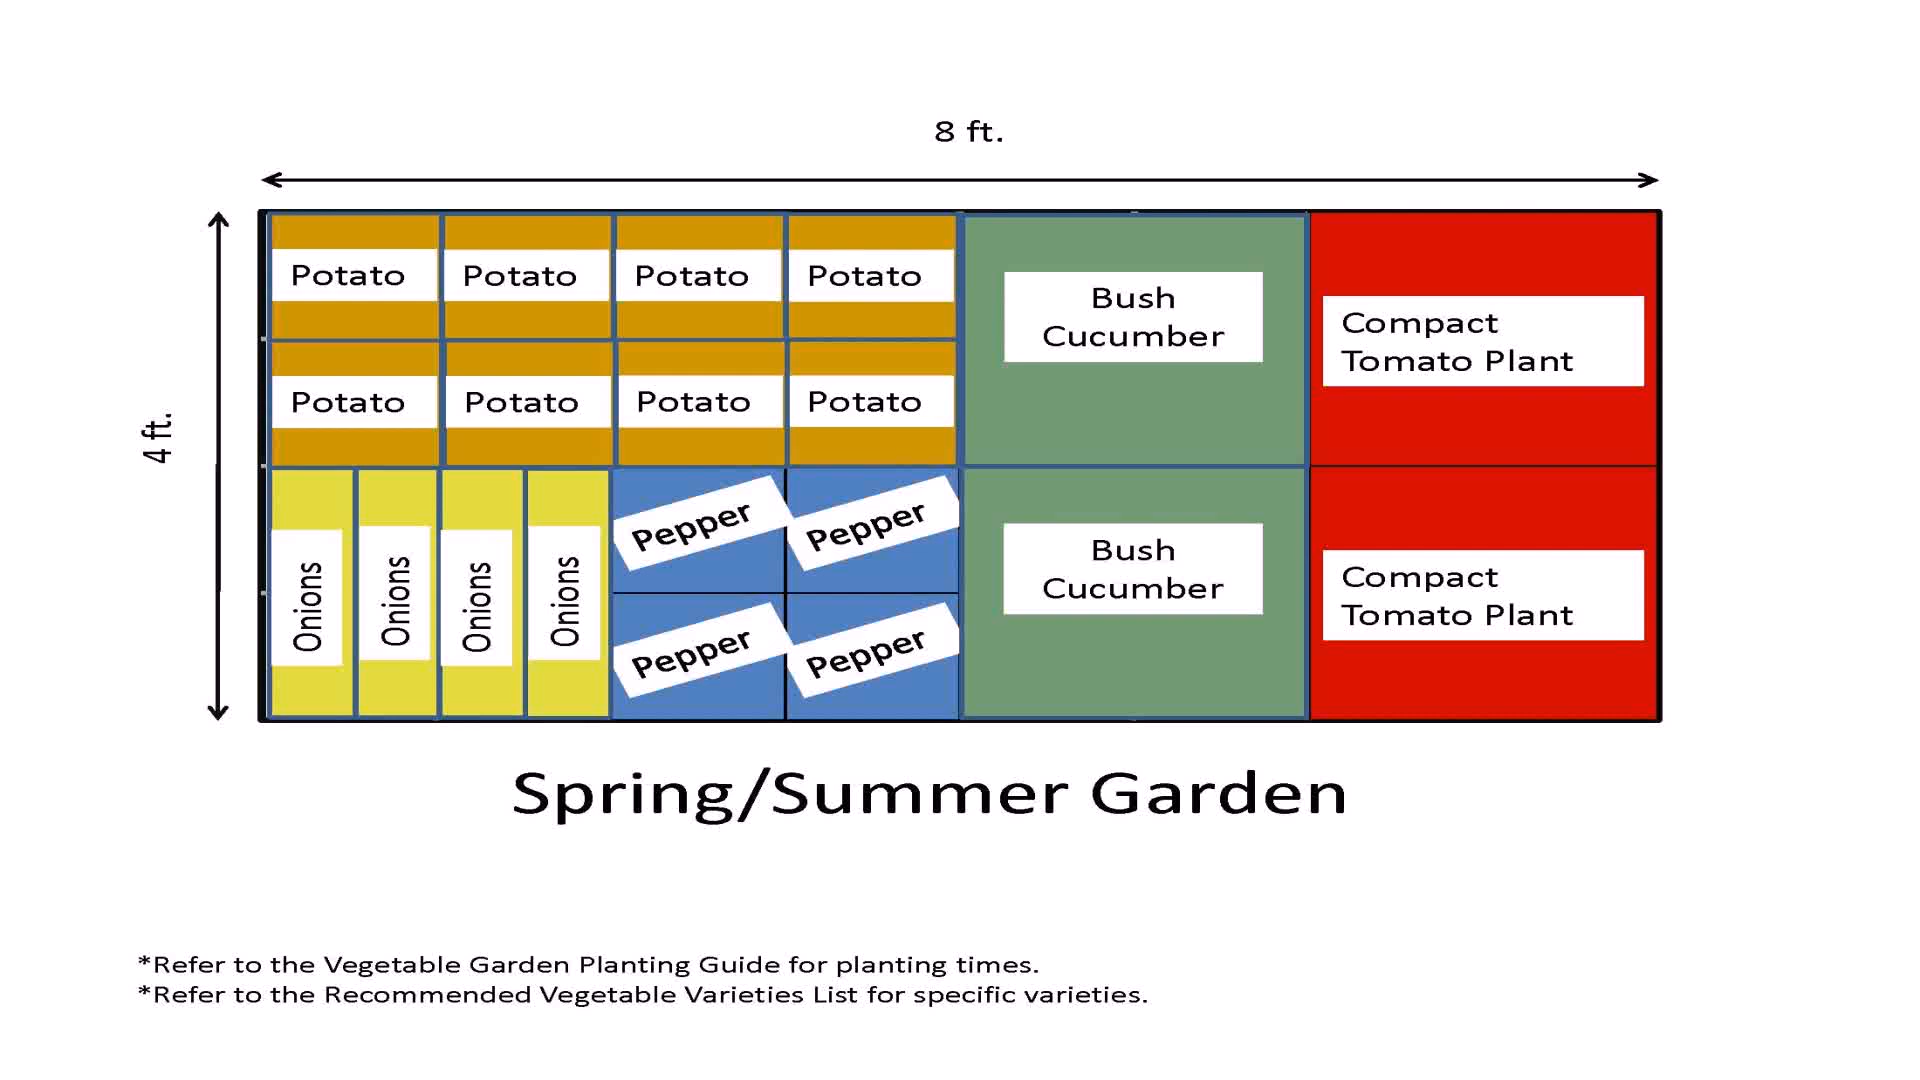 8 ft.
4 ft.
Potato Potato Potato Potato
Bush
Cucumber
Compact
Tomato Plant
Potato Potato Potato Potato
Onions Onions Onions Onions
Pepper Pepper
Pepper Pepper
Bush
Cucumber
Compact
Tomato Plant
Spring/Summer Garden
*Refer to the Vegetable Garden Planting Guide for planting times.
*Refer to the Recommended Vegetable Varieties List for specific varieties.